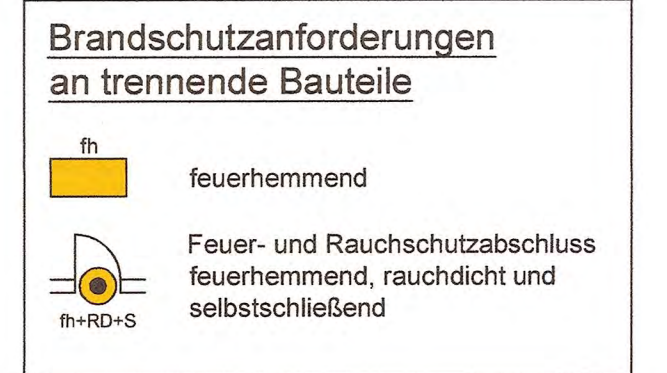 Brandschutzanforderungen
an trennende Bauteile
fh
feuerhemmend
Feuer- und Rauchschutzabschluss
feuerhemmend, rauchdicht und
selbstschließend
fh+RD+S